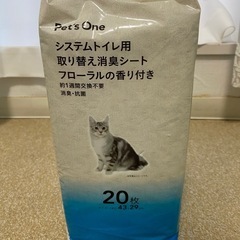 Pet's One
システムトイレ用
取り替え消臭シート
フローラルの香り付き
約1週間交換不要
消臭・抗菌
20枚